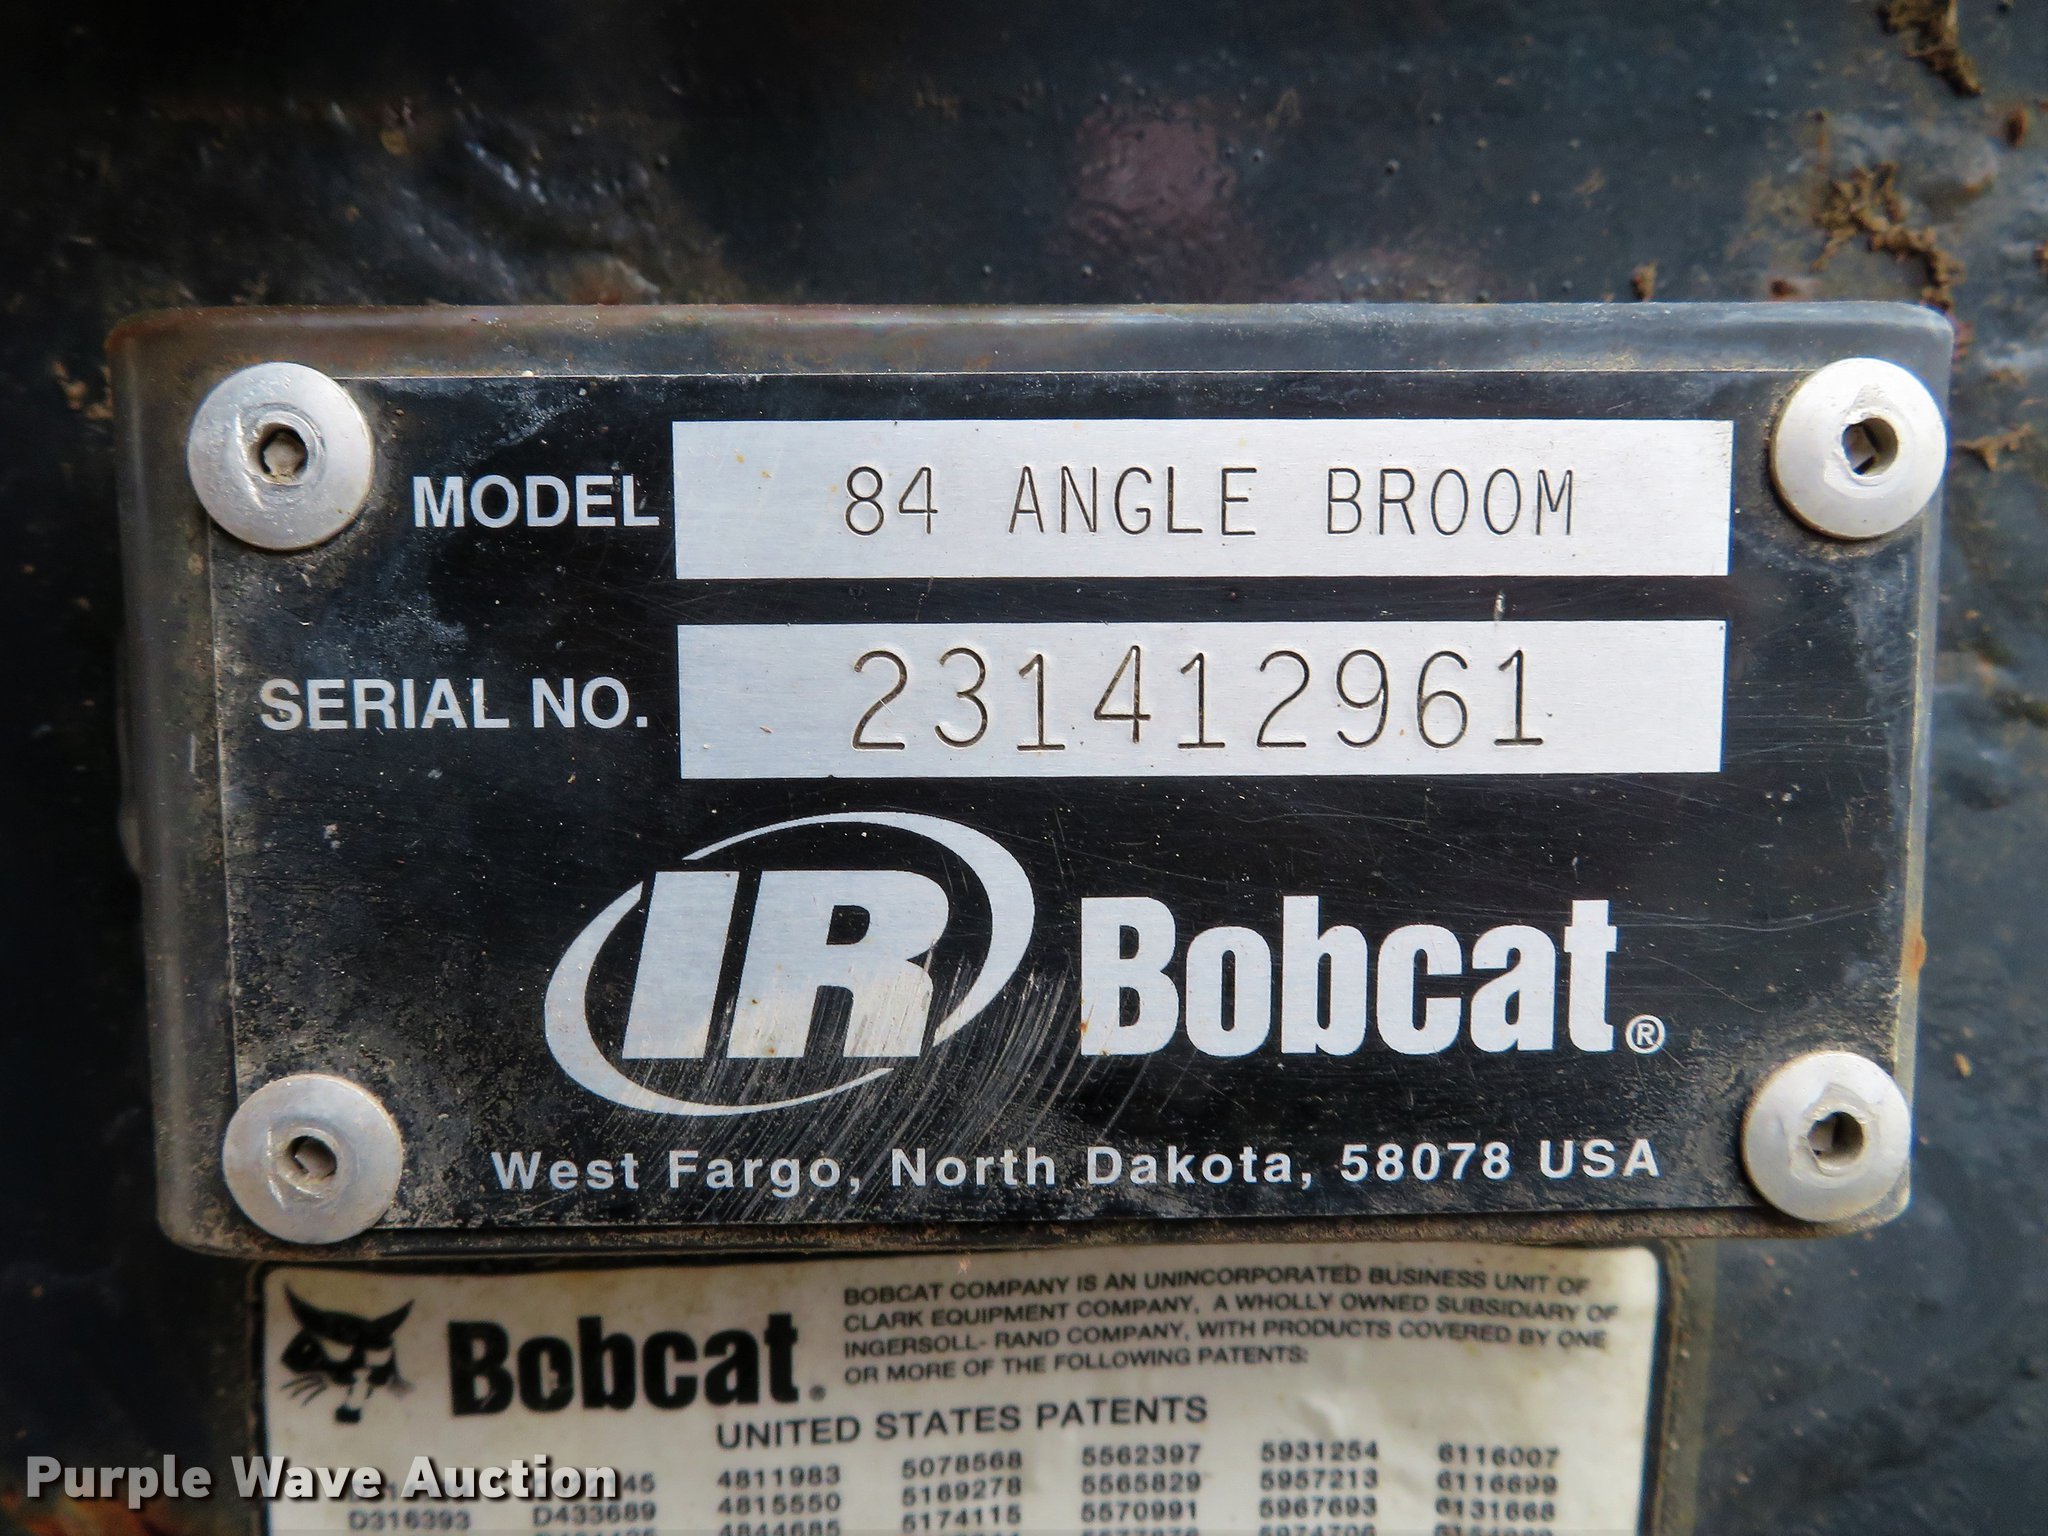 MODEL 84 ANGLE BROOM
SERIAL NO. 231412961
IR Bobcat®
West Fargo, North Dakota, 58078 USA
Bobcat®
BOBCAT COMPANY IS AN UNINCORPORATED BUSINESS UNIT OF
CLARK EQUIPMENT COMPANY, A WHOLLY OWNED SUBSIDIARY OF
INGERSOLL- RAND COMPANY, WITH PRODUCTS COVERED BY ONE
OR MORE OF THE FOLLOWING PATENTS:
UNITED STATES PATENTS
4811983 5078568 5562397 5931254 6116007
4815550 5169278 5565829 5957213 6116699
D316393 D433689 4844685 5174115 5570991 5967693 6131668
5974706
Purple Wave Auction